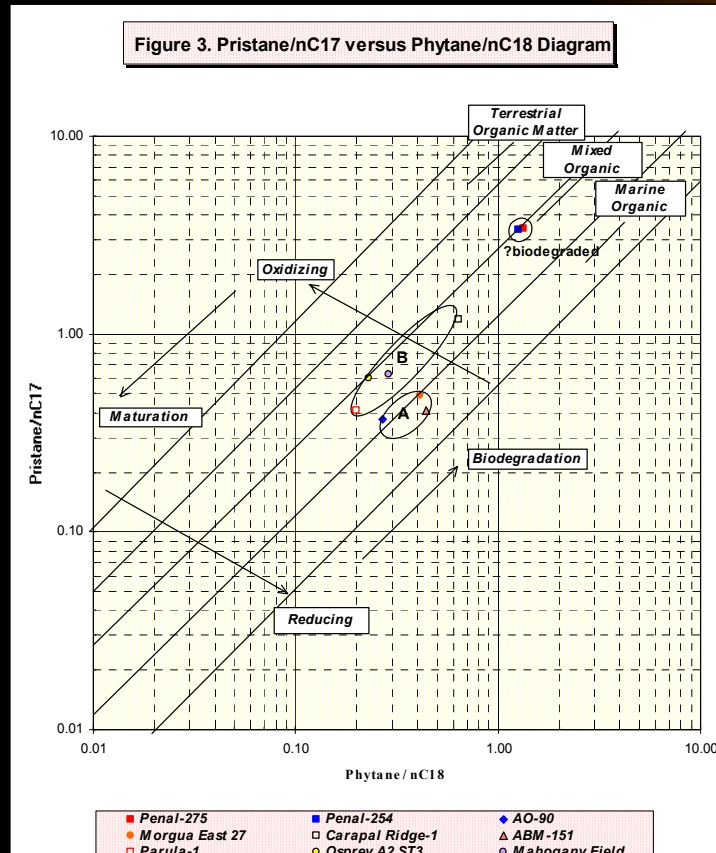 Figure 3. Pristane/nC17 versus Phytane/nC18 Diagram
Terrestrial
Organic Matter
Mixed
Organic
Marine
Organic
10.00
?biodegraded
Oxidizing
1.00
B
A
Maturation
Biodegradation
Pristane/nC17
0.10
Reducing
0.01
0.01
0.10
1.00
10.00
Phytane / nC18
Penal-275
Penal-254
AO-90
Morgua East 27
Carapal Ridge-1
ABM-151
Parula-1
Osprey A2 ST3
Mahogany Field